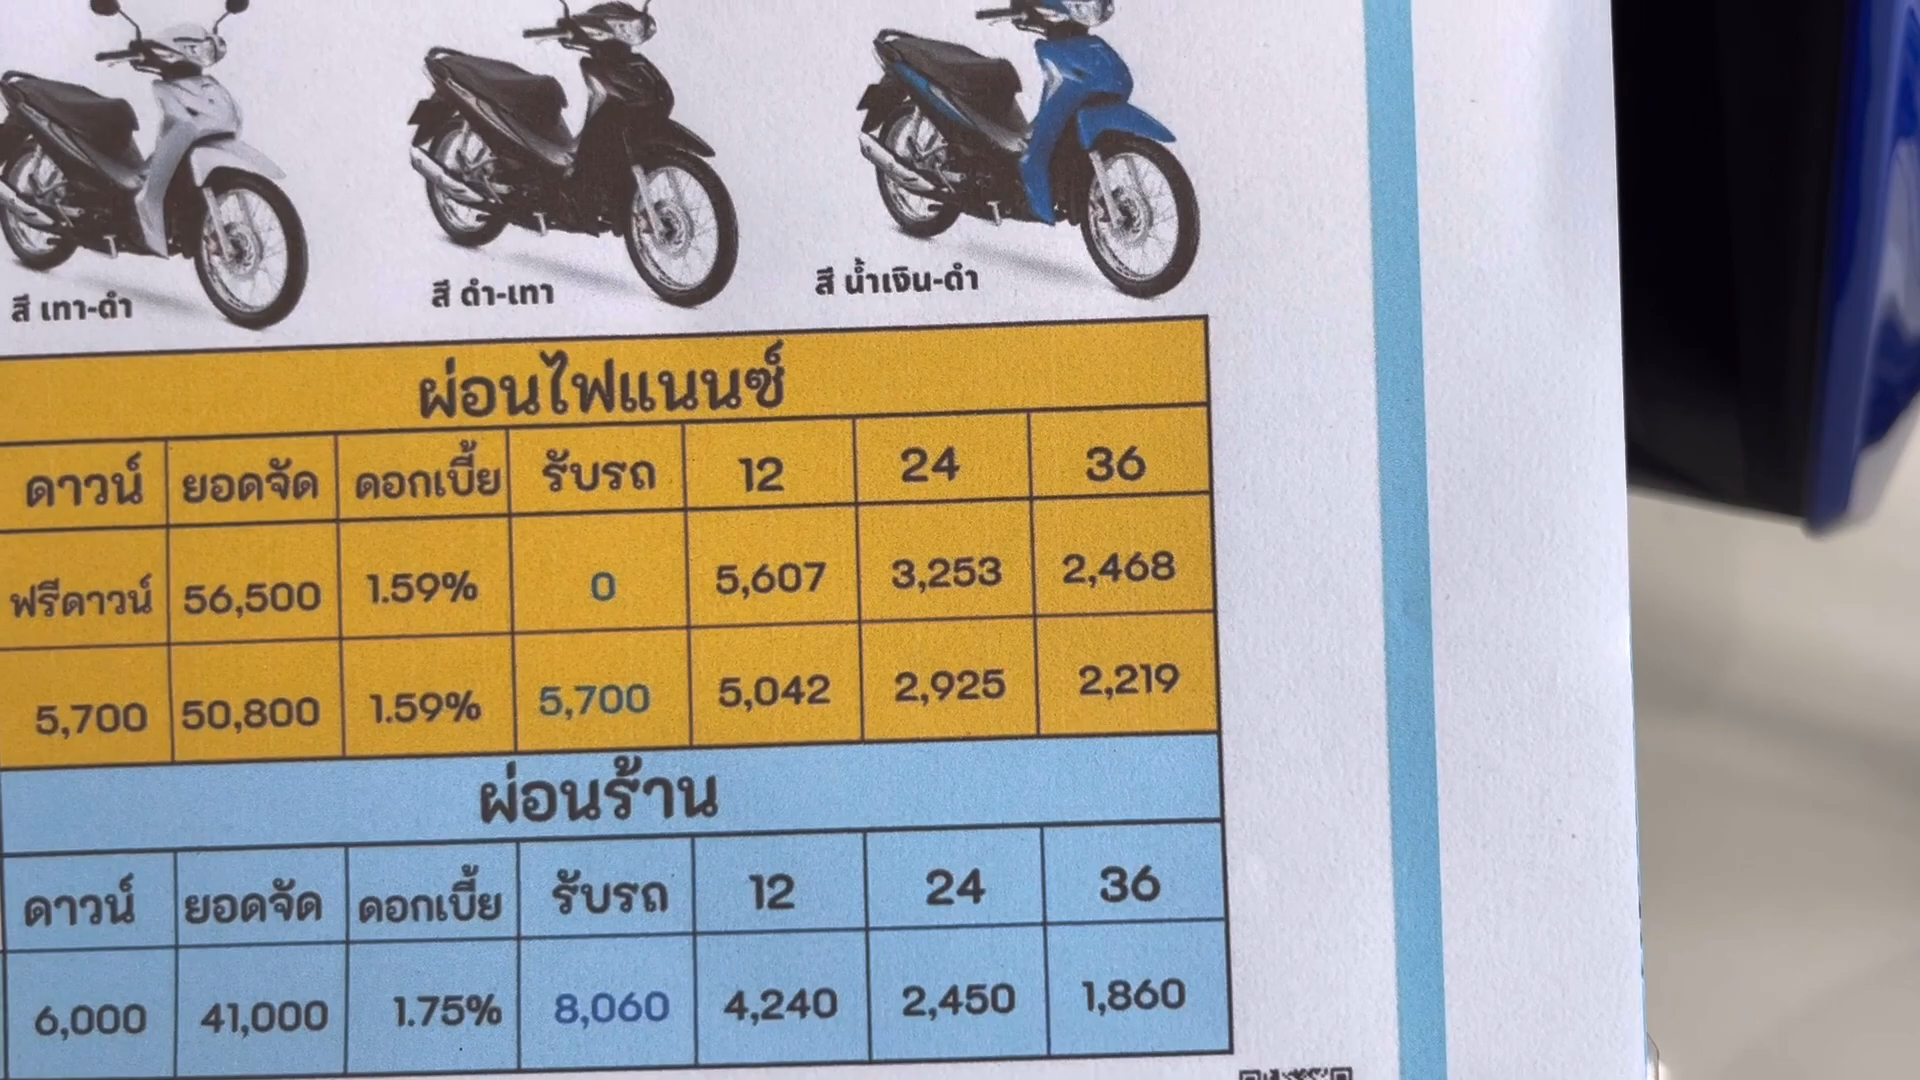 สี เทา-ดำ สี ดำ-เทา สี น้ำเงิน-ดำ
ผ่อนไฟแนนซ์
ดาวน์ ยอดจัด ดอกเบี้ย รับรถ 12 24 36
ฟรีดาวน์ 56,500 1.59% 0 5,607 3,253 2,468
5,700 50,800 1.59% 5,700 5,042 2,925 2,219
ผ่อนร้าน
ดาวน์ ยอดจัด ดอกเบี้ย รับรถ 12 24 36
6,000 41,000 1.75% 8,060 4,240 2,450 1,860